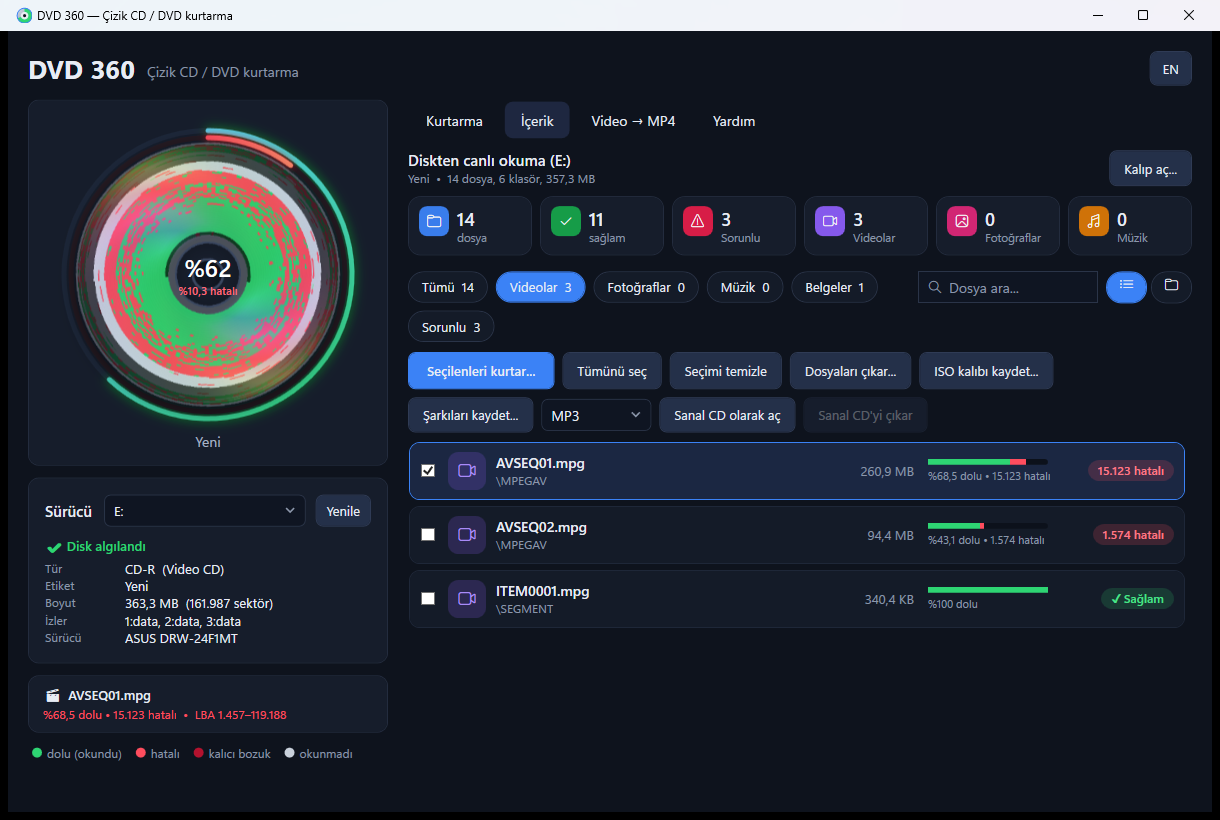 DVD 360 — Çizik CD / DVD kurtarma
DVD 360 Çizik CD / DVD kurtarma
EN
%62
%10,3 hatalı
Yeni
Sürücü E: Yenile
Disk algılandı
Tür CD-R (Video CD)
Etiket Yeni
Boyut 363,3 MB (161.987 sektör)
İzler 1:data, 2:data, 3:data
Sürücü ASUS DRW-24F1MT
AVSEQ01.mpg
%68,5 dolu • 15.123 hatalı • LBA 1.457–119.188
dolu (okundu) hatalı kalıcı bozuk okunmadı
Kurtarma İçerik Video → MP4 Yardım
Diskten canlı okuma (E:)
Yeni • 14 dosya, 6 klasör, 357,3 MB
Kalıp aç...
14 dosya
11 sağlam
3 Sorunlu
3 Videolar
0 Fotoğraflar
0 Müzik
Tümü 14 Videolar 3 Fotoğraflar 0 Müzik 0 Belgeler 1
Dosya ara...
Sorunlu 3
Seçilenleri kurtar... Tümünü seç Seçimi temizle Dosyaları çıkar... ISO kalıbı kaydet...
Şarkıları kaydet... MP3 Sanal CD olarak aç Sanal CD'yi çıkar
AVSEQ01.mpg
\MPEGAV
260,9 MB
%68,5 dolu • 15.123 hatalı
15.123 hatalı
AVSEQ02.mpg
\MPEGAV
94,4 MB
%43,1 dolu • 1.574 hatalı
1.574 hatalı
ITEM0001.mpg
\SEGMENT
340,4 KB
%100 dolu
✓ Sağlam